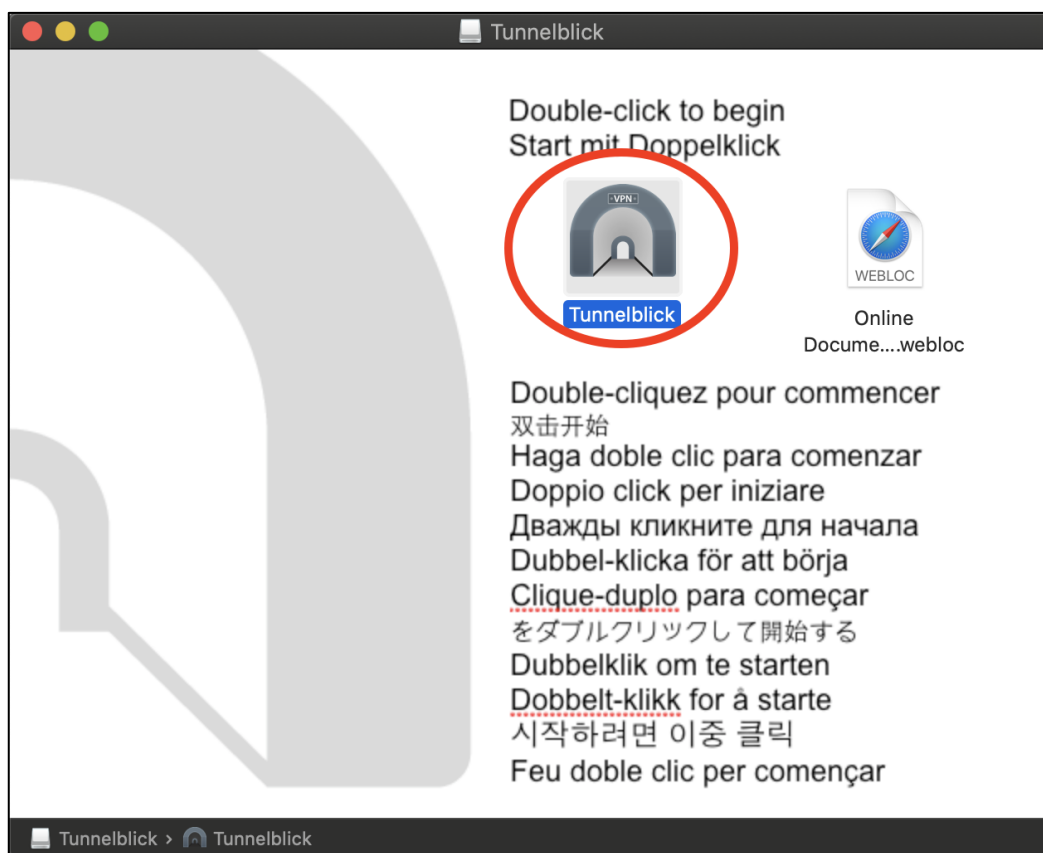 Tunnelblick
Double-click to begin
Start mit Doppelklick
VPN
Tunnelblick
WEBLOC
Online
Docume....webloc
Double-cliquez pour commencer
双击开始
Haga doble clic para comenzar
Doppio click per iniziare
Дважды кликните для начала
Dubbel-klicka för att börja
Clique-duplo para começar
をダブルクリックして開始する
Dubbelklik om te starten
Dobbelt-klikk for å starte
시작하려면 이중 클릭
Feu doble clic per començar
Tunnelblick › Tunnelblick